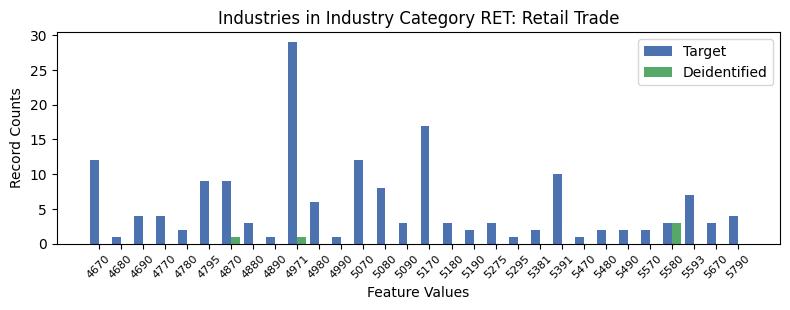 Industries in Industry Category RET: Retail Trade
Target
Deidentified
Record Counts
30
25
20
15
10
5
0
4670 4680 4690 4770 4780 4795 4870 4880 4890 4971 4980 4990 5070 5080 5090 5170 5180 5190 5275 5295 5381 5391 5470 5480 5490 5570 5580 5593 5670 5790
Feature Values